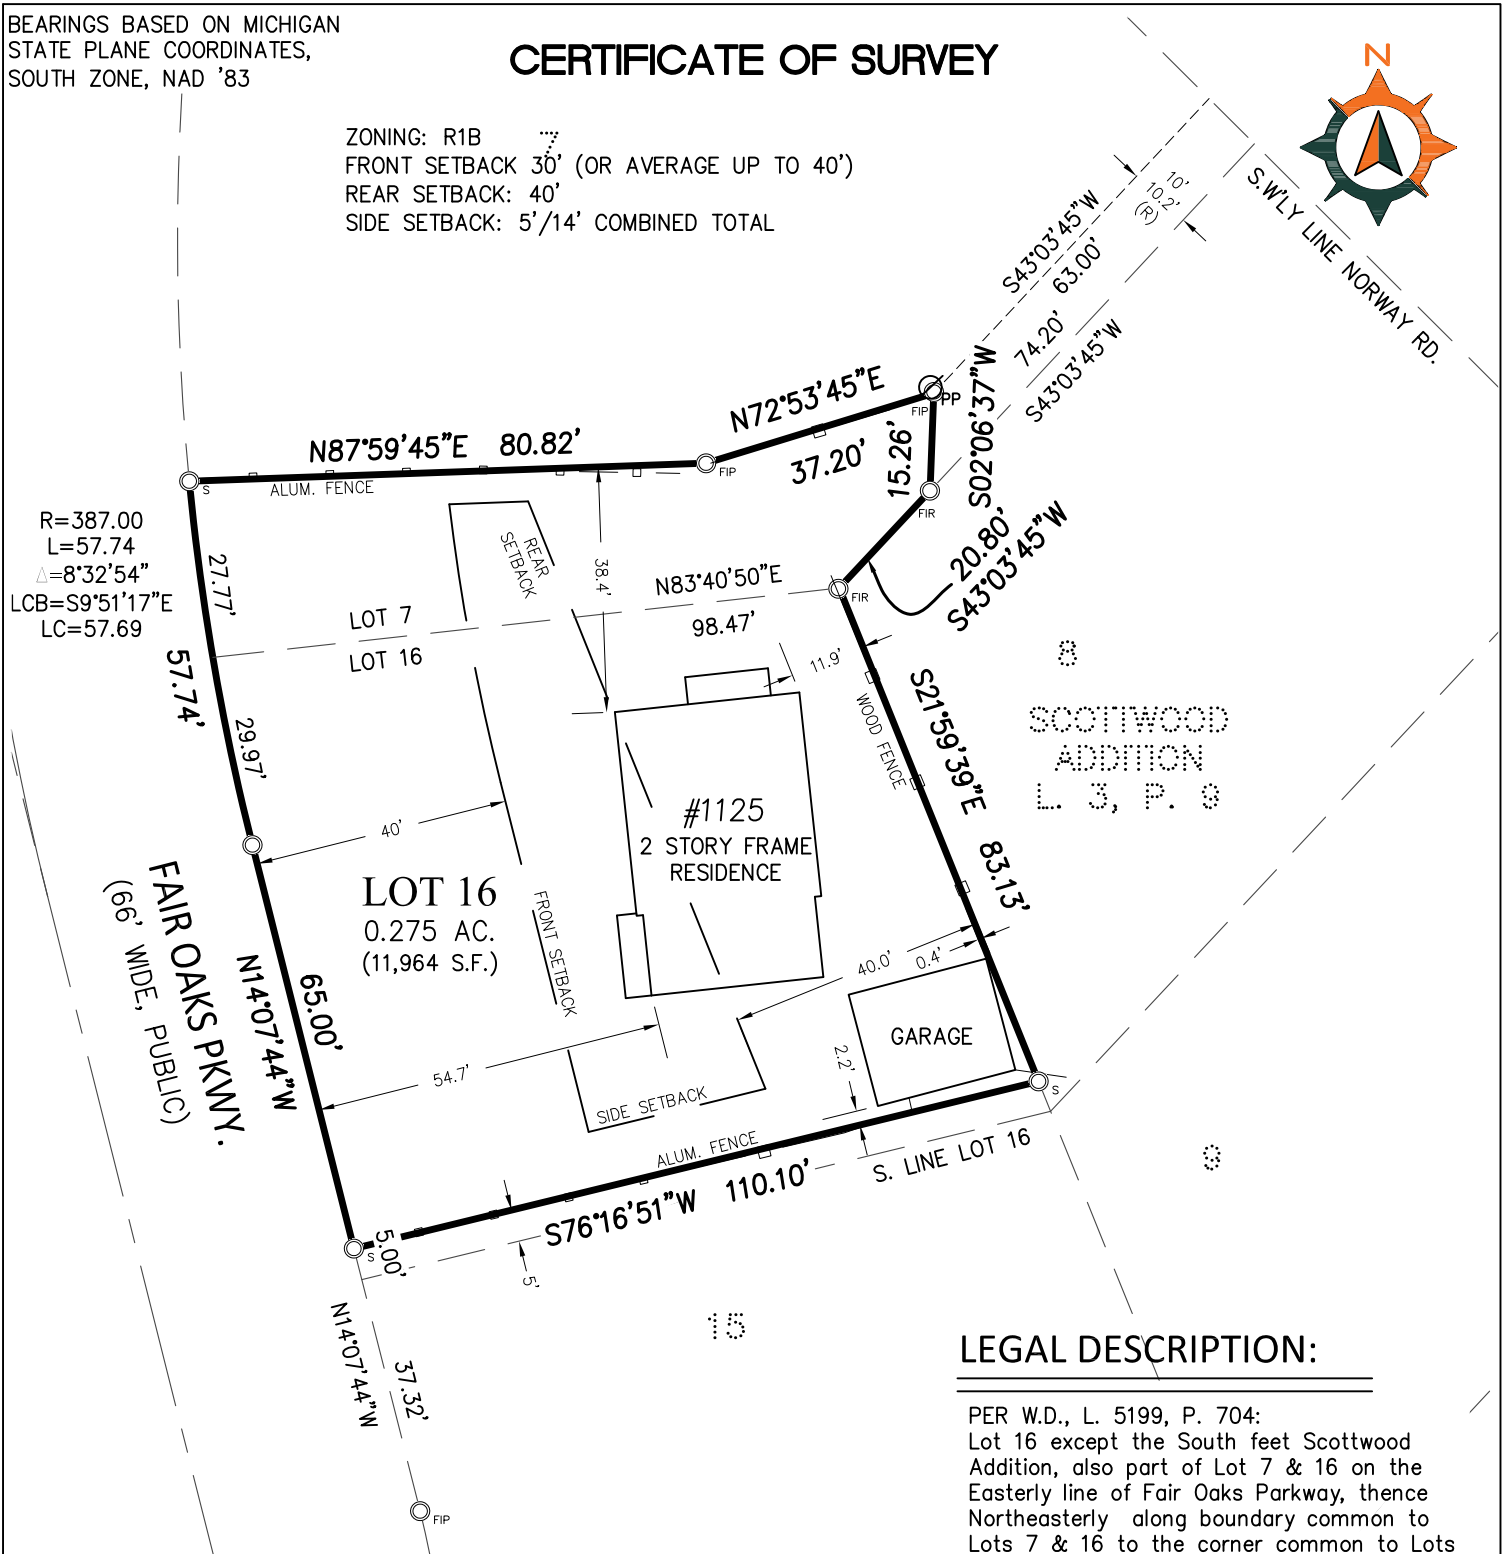 BEARINGS BASED ON MICHIGAN
STATE PLANE COORDINATES,
SOUTH ZONE, NAD '83
CERTIFICATE OF SURVEY
N
ZONING: R1B
7
FRONT SETBACK 30' (OR AVERAGE UP TO 40')
REAR SETBACK: 40'
SIDE SETBACK: 5'/14' COMBINED TOTAL
S.W'LY LINE NORWAY RD.
10'
10.2'
(R)
S43°03'45"W
63.00'
74.20'
S43°03'45"W
N72°53'45"E
37.20'
PP
FIP
15.26'
S02°06'37"W
N87°59'45"E 80.82'
FIP
S
ALUM. FENCE
FIR
20.80'
S43°03'45"W
R=387.00
L=57.74
△=8°32'54"
LCB=S9°51'17"E
LC=57.69
27.77'
REAR
SETBACK
38.4'
N83°40'50"E
98.47'
FIR
LOT 7
LOT 16
57.74'
29.97'
11.9'
WOOD FENCE
S21°59'39"E 83.13'
8
SCOTTWOOD
ADDITION
L. 3, P. 9
#1125
2 STORY FRAME
RESIDENCE
40'
LOT 16
0.275 AC.
(11,964 S.F.)
FRONT SETBACK
FAIR OAKS PKWY.
(66' WIDE, PUBLIC)
N14°07'44"W
65.00'
40.0'
0.4'
GARAGE
2.2'
54.7'
SIDE SETBACK
S
ALUM. FENCE
S. LINE LOT 16
S76°16'51"W 110.10'
9
S
5.00'
5'
15
N14°07'44"W
37.32'
FIP
LEGAL DESCRIPTION:
PER W.D., L. 5199, P. 704:
Lot 16 except the South feet Scottwood
Addition, also part of Lot 7 & 16 on the
Easterly line of Fair Oaks Parkway, thence
Northeasterly along boundary common to
Lots 7 & 16 to the corner common to Lots